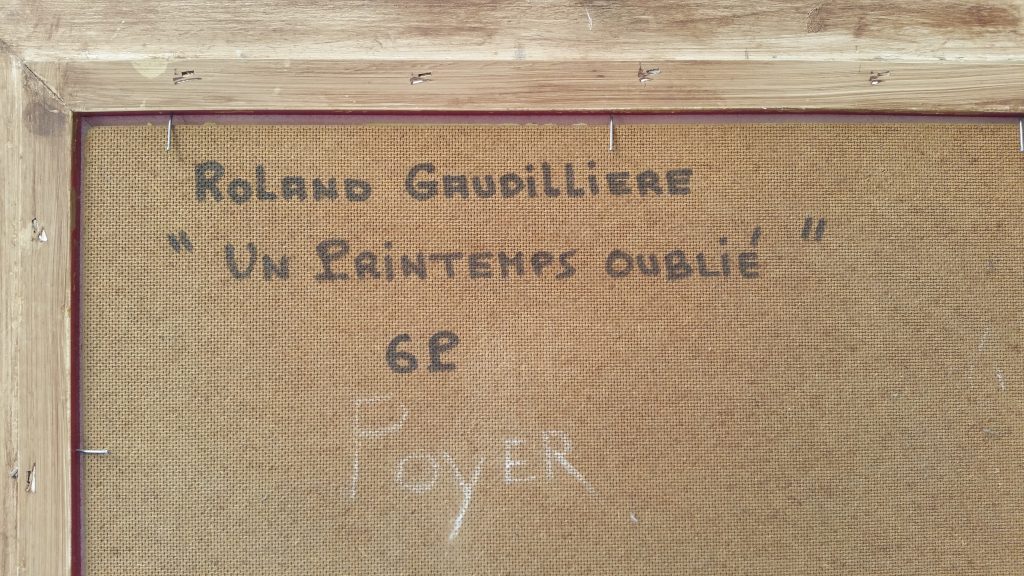 Roland Gaudilliere
" Un Printemps oublié "
6P
Poyer